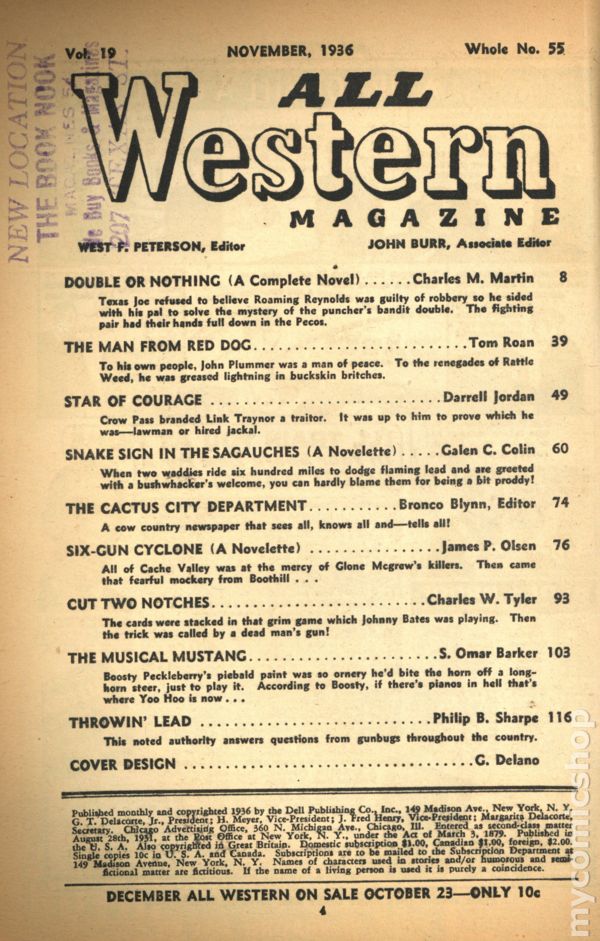 Vol. 19 NOVEMBER, 1936 Whole No. 55
ALL
Western
MAGAZINE
WEST F. PETERSON, Editor JOHN BURR, Associate Editor
DOUBLE OR NOTHING (A Complete Novel) ......Charles M. Martin 8
Texas Joe refused to believe Roaming Reynolds was guilty of robbery so he sided
with his pal to solve the mystery of the puncher's bandit double. The fighting
pair had their hands full down in the Pecos.
THE MAN FROM RED DOG..........................Tom Roan 39
To his own people, John Plummer was a man of peace. To the renegades of Rattle
Weed, he was greased lightning in buckskin britches.
STAR OF COURAGE ............................Darrell Jordan 49
Crow Pass branded Link Traynor a traitor. It was up to him to prove which he
was—lawman or hired jackal.
SNAKE SIGN IN THE SAGAUCHES (A Novelette) .....Galen C. Colin 60
When two waddies ride six hundred miles to dodge flaming lead and are greeted
with a bushwhacker's welcome, you can hardly blame them for being a bit proddy!
THE CACTUS CITY DEPARTMENT...........Bronco Blynn, Editor 74
A cow country newspaper that sees all, knows all and—tells all!
SIX-GUN CYCLONE (A Novelette) ................James P. Olsen 76
All of Cache Valley was at the mercy of Glone Mcgrew's killers. Then came
that fearful mockery from Boothill . . .
CUT TWO NOTCHES..........................Charles W. Tyler 93
The cards were stacked in that grim game which Johnny Bates was playing. Then
the trick was called by a dead man's gun!
THE MUSICAL MUSTANG.......................S. Omar Barker 103
Boosty Peckleberry's piebald paint was so ornery he'd bite the horn off a long-
horn steer, just to play it. According to Boosty, if there's pianos in hell that's
where Yoo Hoo is now . . .
THROWIN' LEAD ............................Philip B. Sharpe 116
This noted authority answers questions from gunbugs throughout the country.
COVER DESIGN ...................................G. Delano
Published monthly and copyrighted 1936 by the Dell Publishing Co., Inc., 149 Madison Ave., New York, N. Y.
G. T. Delacorte, Jr., President; H. Meyer, Vice-President; J. Fred Henry, Vice-President; Margarita Delacorte,
Secretary. Chicago Advertising Office, 360 N. Michigan Ave., Chicago, Ill. Entered as second-class matter
August 28th, 1931, at the Post Office at New York, N. Y., under the Act of March 3, 1879. Published in
the U. S. A. Also copyrighted in Great Britain. Domestic subscription $1.00, Canadian $1.00, foreign, $2.00.
Single copies 10c in U. S. A. and Canada. Subscriptions are to be mailed to the Subscription Department at
149 Madison Avenue, New York, N. Y. Names of characters used in stories and/or humorous and semi-
fictional matter are fictitious. If the name of a living person is used it is purely a coincidence.
DECEMBER ALL WESTERN ON SALE OCTOBER 23—ONLY 10c
4
NEW LOCATION
THE BOOK NOOK
We Buy Books & Magazines
207 ST.
mycomicshop